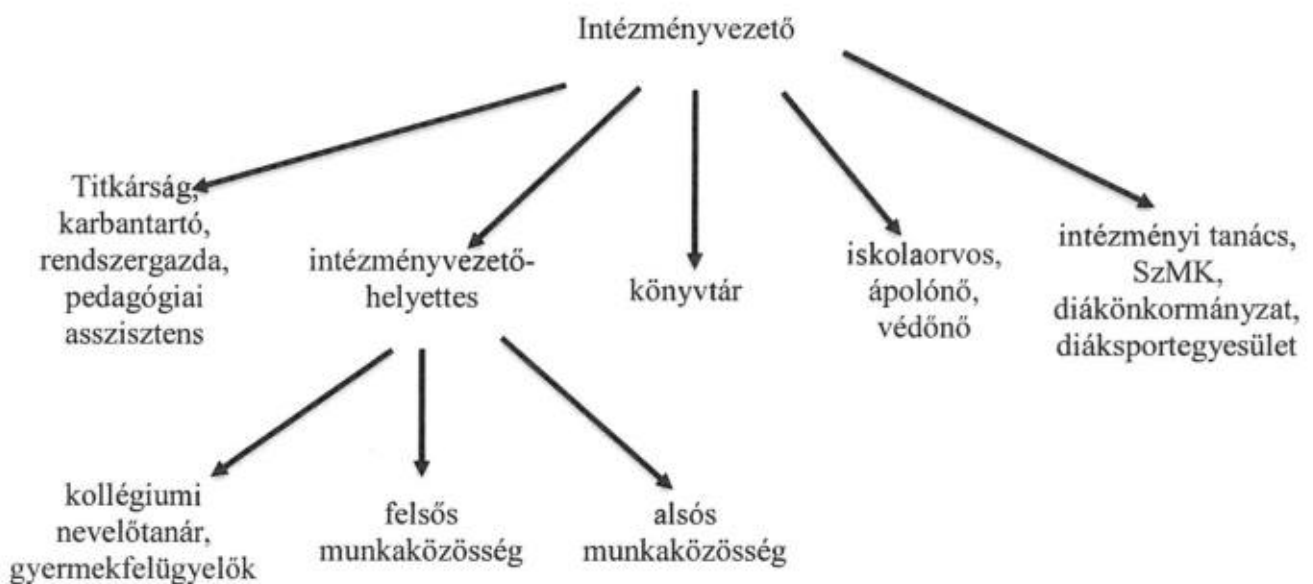 Intézményvezető
Titkárság,
karbantartó,
rendszergazda,
pedagógiai
asszisztens
intézményvezető-
helyettes
könyvtár
iskolaorvos,
ápolónő,
védőnő
intézményi tanács,
SzMK,
diákönkormányzat,
diáksportegyesület
kollégiumi
nevelőtanár,
gyermekfelügyelők
felsős
munkaközösség
alsós
munkaközösség